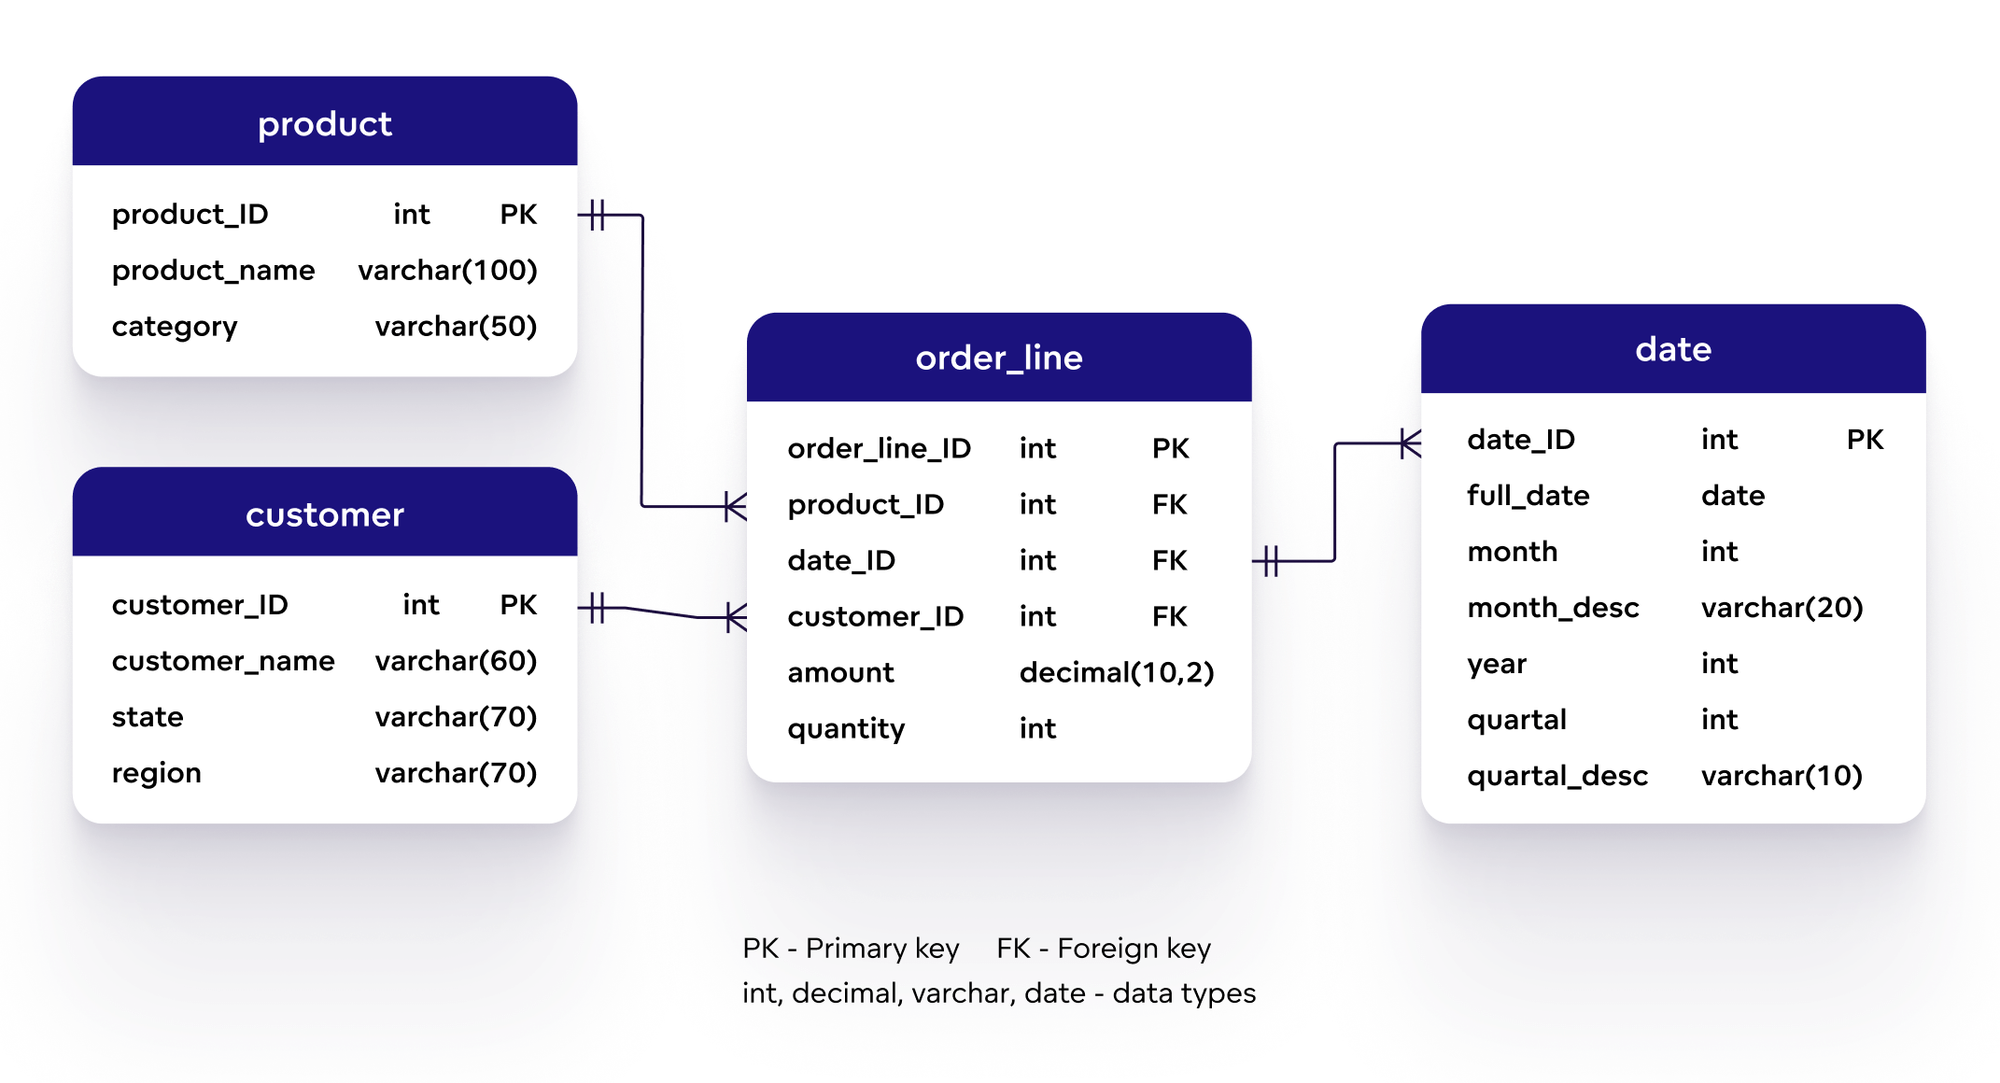 product
product_ID int PK
product_name varchar(100)
category varchar(50)
customer
customer_ID int PK
customer_name varchar(60)
state varchar(70)
region varchar(70)
order_line
order_line_ID int PK
product_ID int FK
date_ID int FK
customer_ID int FK
amount decimal(10,2)
quantity int
date
date_ID int PK
full_date date
month int
month_desc varchar(20)
year int
quartal int
quartal_desc varchar(10)
PK - Primary key FK - Foreign key
int, decimal, varchar, date - data types